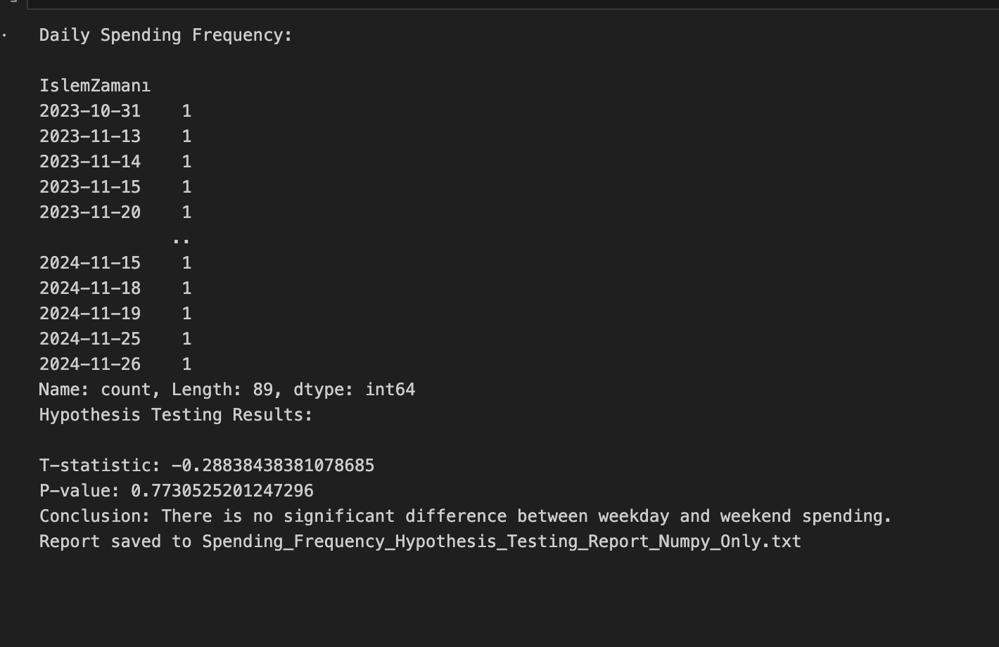 Daily Spending Frequency:
IslemZamanı
2023-10-31    1
2023-11-13    1
2023-11-14    1
2023-11-15    1
2023-11-20    1
..
2024-11-15    1
2024-11-18    1
2024-11-19    1
2024-11-25    1
2024-11-26    1
Name: count, Length: 89, dtype: int64
Hypothesis Testing Results:
T-statistic: -0.28838438381078685
P-value: 0.7730525201247296
Conclusion: There is no significant difference between weekday and weekend spending.
Report saved to Spending_Frequency_Hypothesis_Testing_Report_Numpy_Only.txt